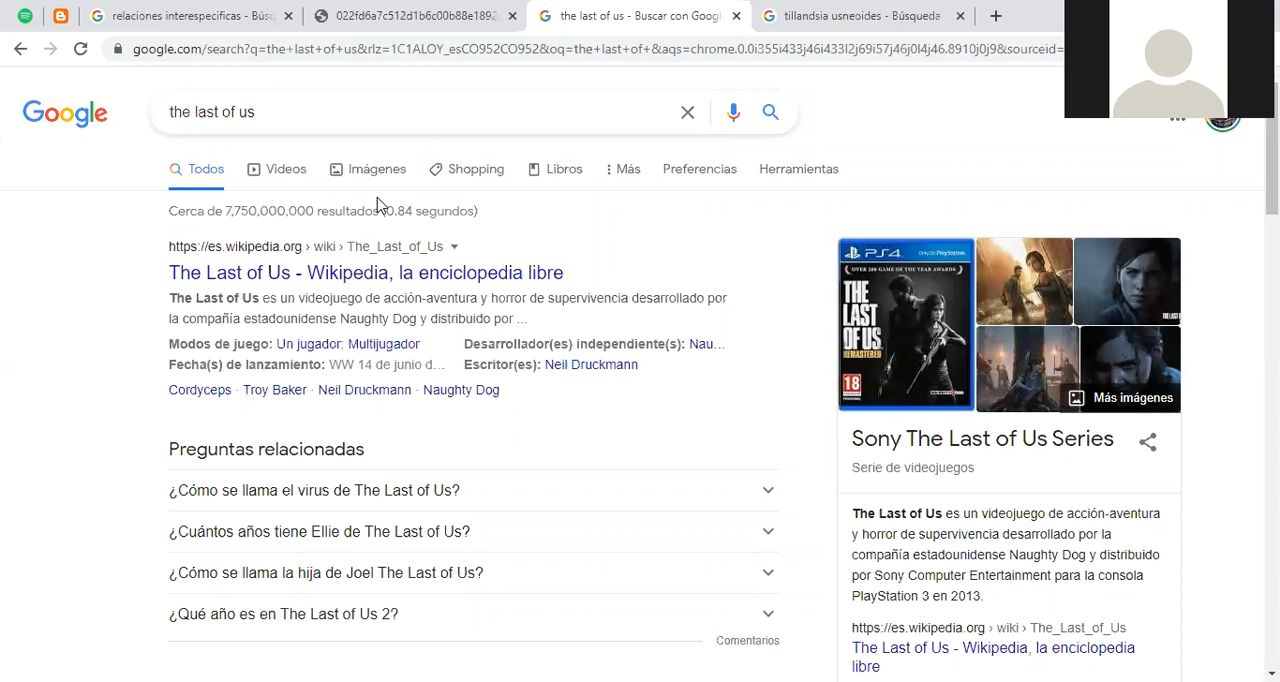 relaciones interespecificas - Búsq
022fd6a7c512d1b6c00b88e1892
the last of us - Buscar con Googl
tillandsia usneoides - Búsqueda
google.com/search?q=the+last+of+us&rlz=1C1ALOY_esCO952CO952&oq=the+last+of+&aqs=chrome.0.0i355i433j46i433l2j69i57j46j0l4j46.8910j0j9&sourceid=
Google
the last of us
Todos Videos Imágenes Shopping Libros Más Preferencias Herramientas
Cerca de 7,750,000,000 resultados (0.84 segundos)
https://es.wikipedia.org › wiki › The_Last_of_Us
The Last of Us - Wikipedia, la enciclopedia libre
The Last of Us es un videojuego de acción-aventura y horror de supervivencia desarrollado por
la compañía estadounidense Naughty Dog y distribuido por ...
Modos de juego: Un jugador; Multijugador Desarrollador(es) independiente(s): Nau...
Fecha(s) de lanzamiento: WW 14 de junio d... Escritor(es): Neil Druckmann
Cordyceps · Troy Baker · Neil Druckmann · Naughty Dog
Preguntas relacionadas
¿Cómo se llama el virus de The Last of Us?
¿Cuántos años tiene Ellie de The Last of Us?
¿Cómo se llama la hija de Joel The Last of Us?
¿Qué año es en The Last of Us 2?
Comentarios
PS4
OVER 200 GAME OF THE YEAR AWARDS
THE
LAST
OF US
REMASTERED
18
Más imágenes
Sony The Last of Us Series
Serie de videojuegos
The Last of Us es un videojuego de acción-aventura
y horror de supervivencia desarrollado por la
compañía estadounidense Naughty Dog y distribuido
por Sony Computer Entertainment para la consola
PlayStation 3 en 2013.
https://es.wikipedia.org › wiki › The_Last_of_Us
The Last of Us - Wikipedia, la enciclopedia
libre